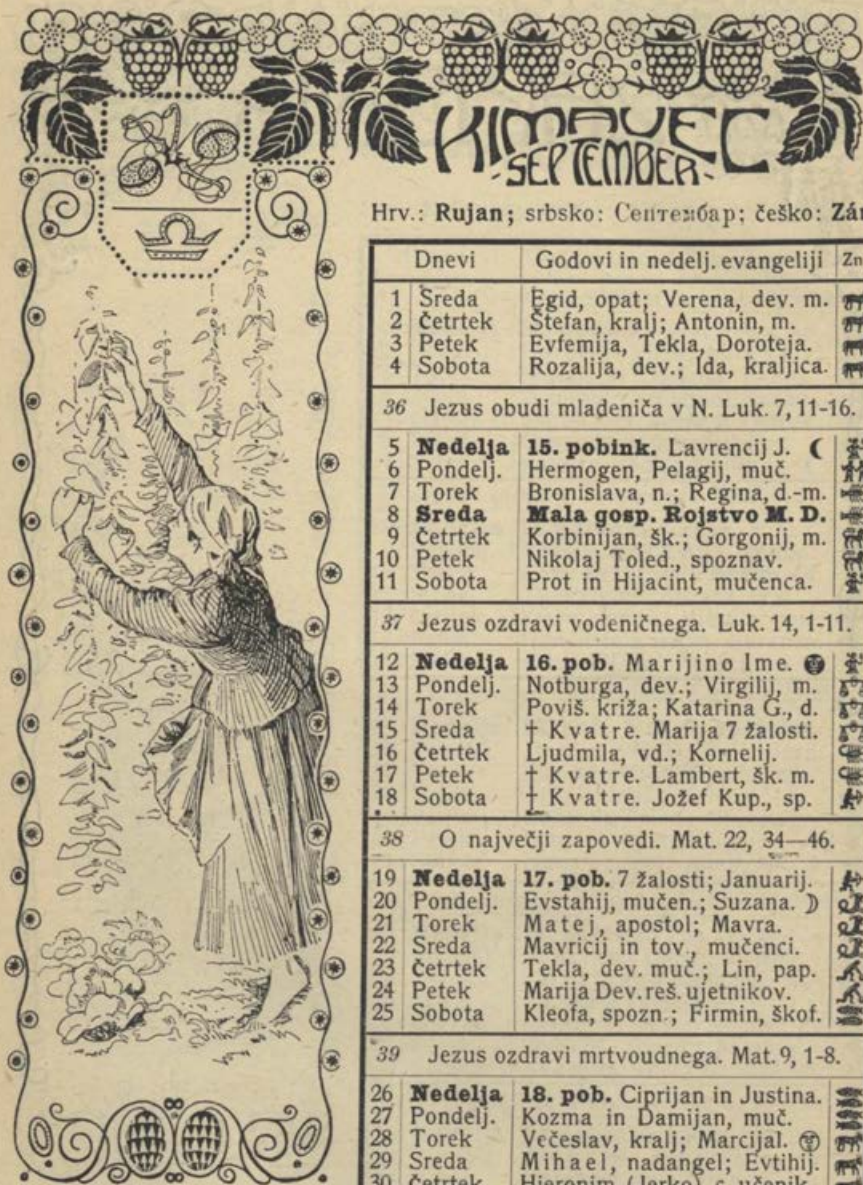 KIMAVEC
SEPTEMBER
Hrv.: Rujan; srbsko: Септембар; češko:
Dnevi Godovi in nedelj. evangeliji Zn
1 Sreda Egid, opat; Verena, dev. m.
2 Četrtek Štefan, kralj; Antonin, m.
3 Petek Evfemija, Tekla, Doroteja.
4 Sobota Rozalija, dev.; Ida, kraljica.
36 Jezus obudi mladeniča v N. Luk. 7, 11-16.
5 Nedelja 15. pobink. Lavrencij J.
6 Pondelj. Hermogen, Pelagij, muč.
7 Torek Bronislava, n.; Regina, d.-m.
8 Sreda Mala gosp. Rojstvo M. D.
9 Četrtek Korbinijan, šk.; Gorgonij, m.
10 Petek Nikolaj Toled., spoznav.
11 Sobota Prot in Hijacint, mučenca.
37 Jezus ozdravi vodeničnega. Luk. 14, 1-11.
12 Nedelja 16. pob. Marijino Ime.
13 Pondelj. Notburga, dev.; Virgilij, m.
14 Torek Poviš. križa; Katarina G., d.
15 Sreda † Kvatre. Marija 7 žalosti.
16 Četrtek Ljudmila, vd.; Kornelij.
17 Petek † Kvatre. Lambert, šk. m.
18 Sobota † Kvatre. Jožef Kup., sp.
38 O največji zapovedi. Mat. 22, 34—46.
19 Nedelja 17. pob. 7 žalosti; Januarij.
20 Pondelj. Evstahij, mučen.; Suzana.
21 Torek Matej, apostol; Mavra.
22 Sreda Mavricij in tov., mučenci.
23 Četrtek Tekla, dev. muč.; Lin, pap.
24 Petek Marija Dev. reš. ujetnikov.
25 Sobota Kleofa, spozn.; Firmin, škof.
39 Jezus ozdravi mrtvoudnega. Mat. 9, 1-8.
26 Nedelja 18. pob. Ciprijan in Justina.
27 Pondelj. Kozma in Damijan, muč.
28 Torek Večeslav, kralj; Marcijal.
29 Sreda Mihael, nadangel; Evtihij.
30 Četrtek Hieronim (Jerko), c. učenik.